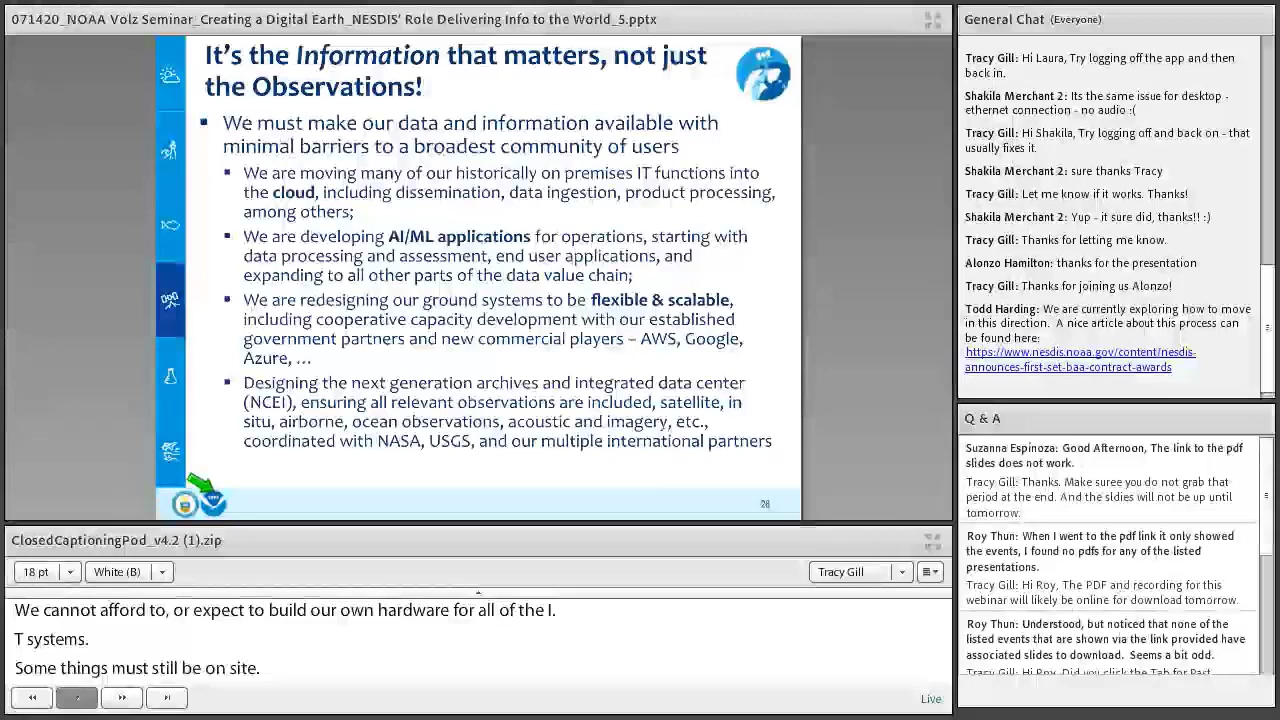 071420_NOAA Volz Seminar_Creating a Digital Earth_NESDIS' Role Delivering Info to the World_5.pptx
It's the Information that matters, not just
the Observations!
▪ We must make our data and information available with
minimal barriers to a broadest community of users
▪ We are moving many of our historically on premises IT functions into
the cloud, including dissemination, data ingestion, product processing,
among others;
▪ We are developing AI/ML applications for operations, starting with
data processing and assessment, end user applications, and
expanding to all other parts of the data value chain;
▪ We are redesigning our ground systems to be flexible & scalable,
including cooperative capacity development with our established
government partners and new commercial players – AWS, Google,
Azure, …
▪ Designing the next generation archives and integrated data center
(NCEI), ensuring all relevant observations are included, satellite, in
situ, airborne, ocean observations, acoustic and imagery, etc.,
coordinated with NASA, USGS, and our multiple international partners
28
ClosedCaptioningPod_v4.2 (1).zip
18 pt
White (B)
Tracy Gill
We cannot afford to, or expect to build our own hardware for all of the I.
T systems.
Some things must still be on site.
Live
General Chat (Everyone)
Tracy Gill: Hi Laura, Try logging off the app and then
back in.
Shakila Merchant 2: Its the same issue for desktop -
ethernet connection - no audio :(
Tracy Gill: Hi Shakila, Try logging off and back on - that
usually fixes it.
Shakila Merchant 2: sure thanks Tracy
Tracy Gill: Let me know if it works. Thanks!
Shakila Merchant 2: Yup - it sure did, thanks!! :)
Tracy Gill: Thanks for letting me know.
Alonzo Hamilton: thanks for the presentation
Tracy Gill: Thanks for joining us Alonzo!
Todd Harding: We are currently exploring how to move
in this direction. A nice article about this process can
be found here:
https://www.nesdis.noaa.gov/content/nesdis-
announces-first-set-baa-contract-awards
Q & A
Suzanna Espinoza: Good Afternoon, The link to the pdf
slides does not work.
Tracy Gill: Thanks. Make suree you do not grab that
period at the end. And the sldies will not be up until
tomorrow.
Roy Thun: When I went to the pdf link it only showed
the events, I found no pdfs for any of the listed
presentations.
Tracy Gill: Hi Roy, The PDF and recording for this
webinar will likely be online for download tomorrow.
Roy Thun: Understood, but noticed that none of the
listed events that are shown via the link provided have
associated slides to download. Seems a bit odd.
Tracy Gill: Hi Roy, Did you click the Tab for Past